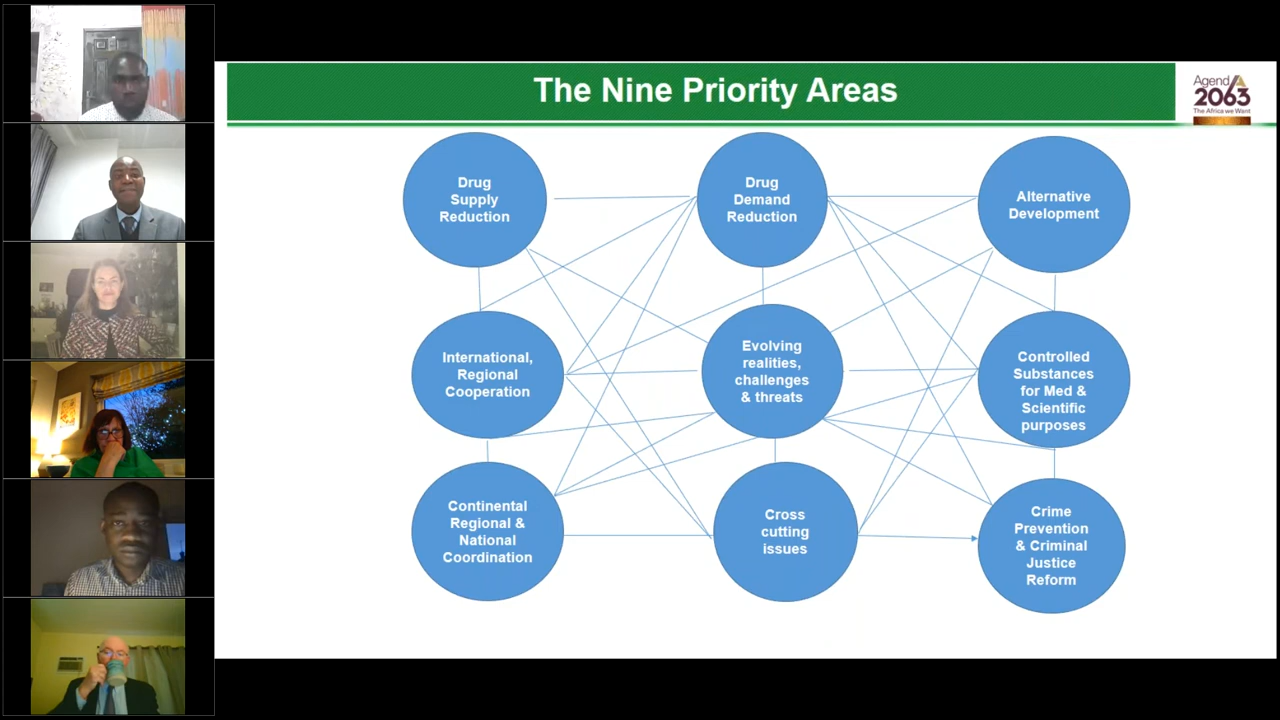 The Nine Priority Areas
Agenda
2063
The Africa we Want
Drug
Supply
Reduction
Drug
Demand
Reduction
Alternative
Development
International,
Regional
Cooperation
Evolving
realities,
challenges
& threats
Controlled
Substances
for Med &
Scientific
purposes
Continental
Regional &
National
Coordination
Cross
cutting
issues
Crime
Prevention
& Criminal
Justice
Reform